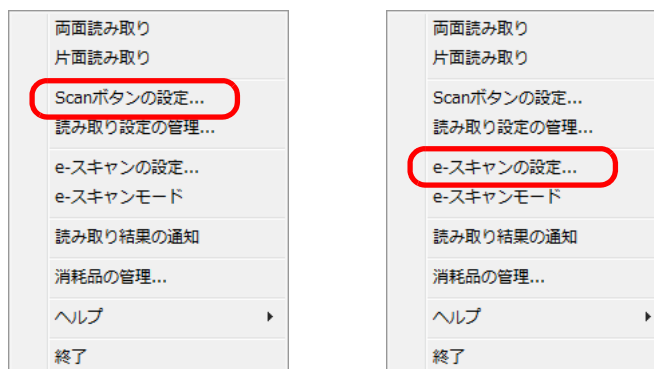 両面読み取り
片面読み取り
Scanボタンの設定...
読み取り設定の管理...
e-スキャンの設定...
e-スキャンモード
読み取り結果の通知
消耗品の管理...
ヘルプ
終了
両面読み取り
片面読み取り
Scanボタンの設定...
読み取り設定の管理...
e-スキャンの設定...
e-スキャンモード
読み取り結果の通知
消耗品の管理...
ヘルプ
終了